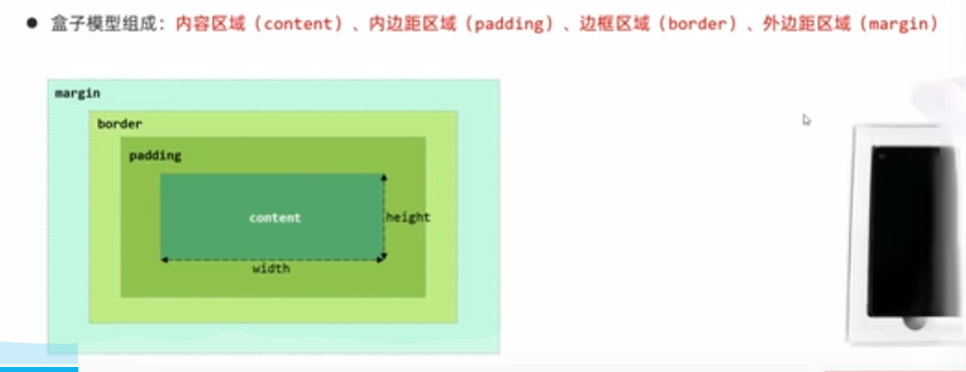 ● 盒子模型组成：内容区域（content）、内边距区域（padding）、边框区域（border）、外边距区域（margin）
margin
border
padding
content
height
width